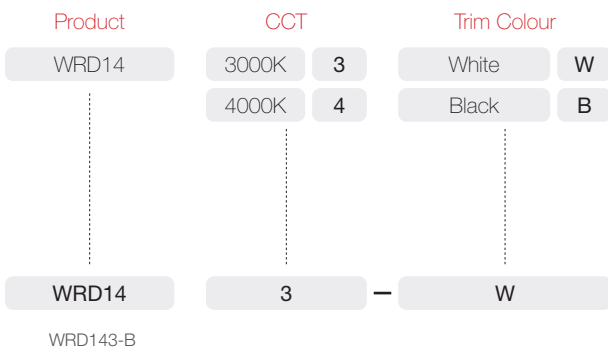 Product CCT Trim Colour
WRD14 3000K 3 White W
4000K 4 Black B
WRD14 3 – W
WRD143-B